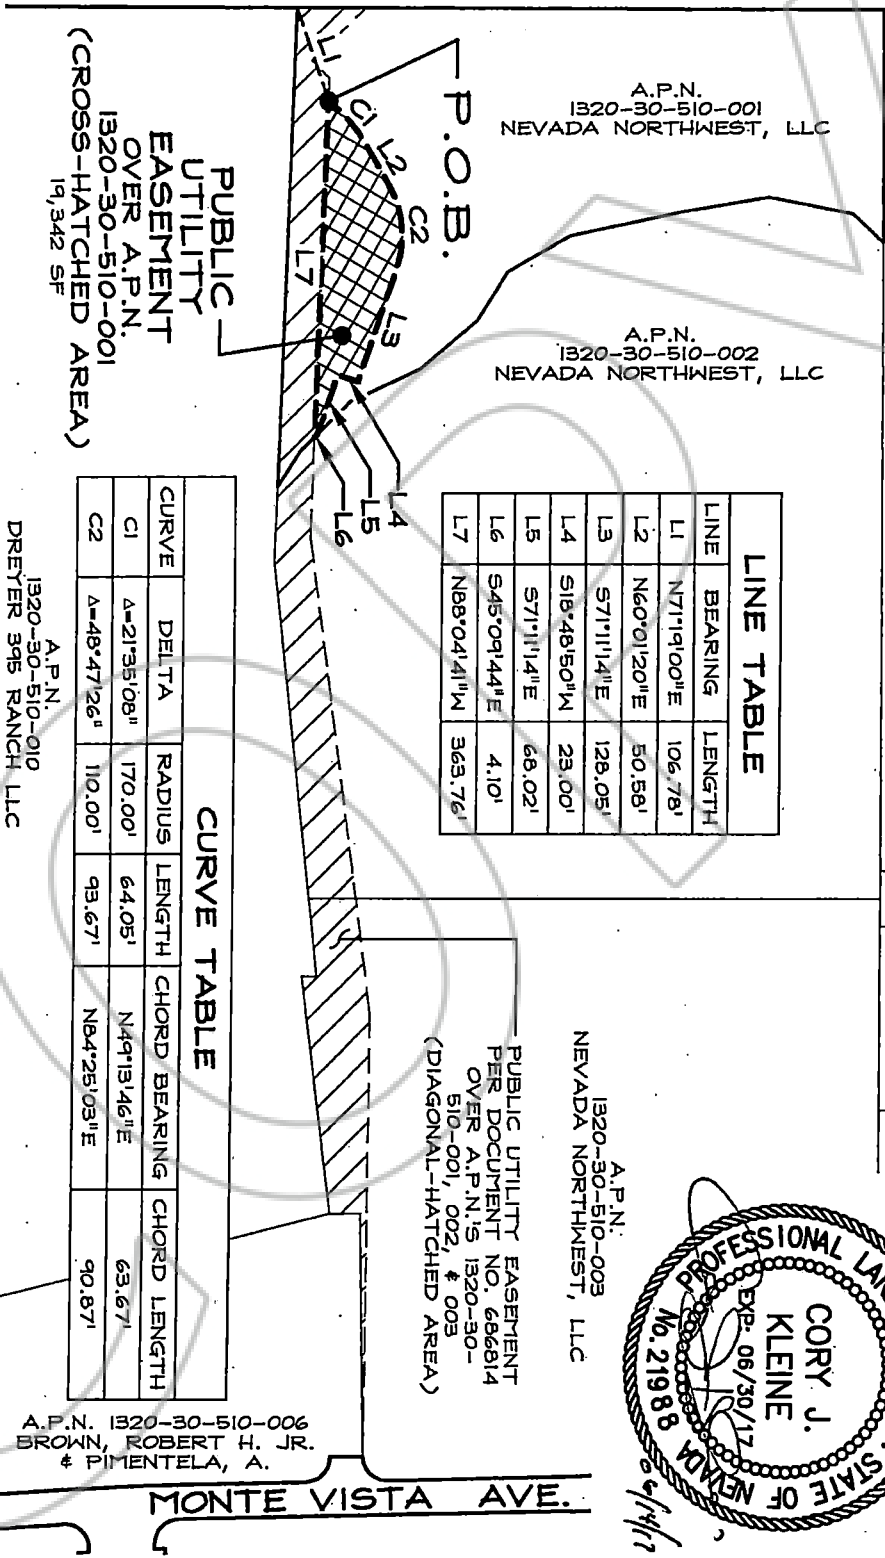 A.P.N.
1320-30-510-001
NEVADA NORTHWEST, LLC
A.P.N.
1320-30-510-002
NEVADA NORTHWEST, LLC
P.O.B.
L1
C1
L2
C2
L3
L4
L5
L6
L7
PUBLIC
UTILITY
EASEMENT
OVER A.P.N.
1320-30-510-001
(CROSS-HATCHED AREA)
19,342 SF
LINE TABLE
LINE BEARING LENGTH
L1 N71°19'00"E 106.78'
L2 N60°01'20"E 50.58'
L3 S71°11'14"E 128.05'
L4 S18°48'50"W 23.00'
L5 S71°11'14"E 68.02'
L6 S45°09'44"E 4.10'
L7 N88°04'41"W 363.76'
CURVE TABLE
CURVE DELTA RADIUS LENGTH CHORD BEARING CHORD LENGTH
C1 Δ=21°35'08" 170.00' 64.05' N49°13'46"E 63.67'
C2 Δ=48°47'26" 110.00' 93.67' N84°25'03"E 90.87'
A.P.N.
1320-30-510-010
DREYER 395 RANCH LLC
A.P.N.
1320-30-510-003
NEVADA NORTHWEST, LLC
PUBLIC UTILITY EASEMENT
PER DOCUMENT NO. 686814
OVER A.P.N.'S 1320-30-
510-001, 002, & 003
(DIAGONAL-HATCHED AREA)
A.P.N. 1320-30-510-006
BROWN, ROBERT H. JR.
& PIMENTELA, A.
MONTE VISTA AVE.
PROFESSIONAL LAN
STATE OF NEVADA
CORY J.
KLEINE
EXP. 06/30/17
No. 21988
06/14/17